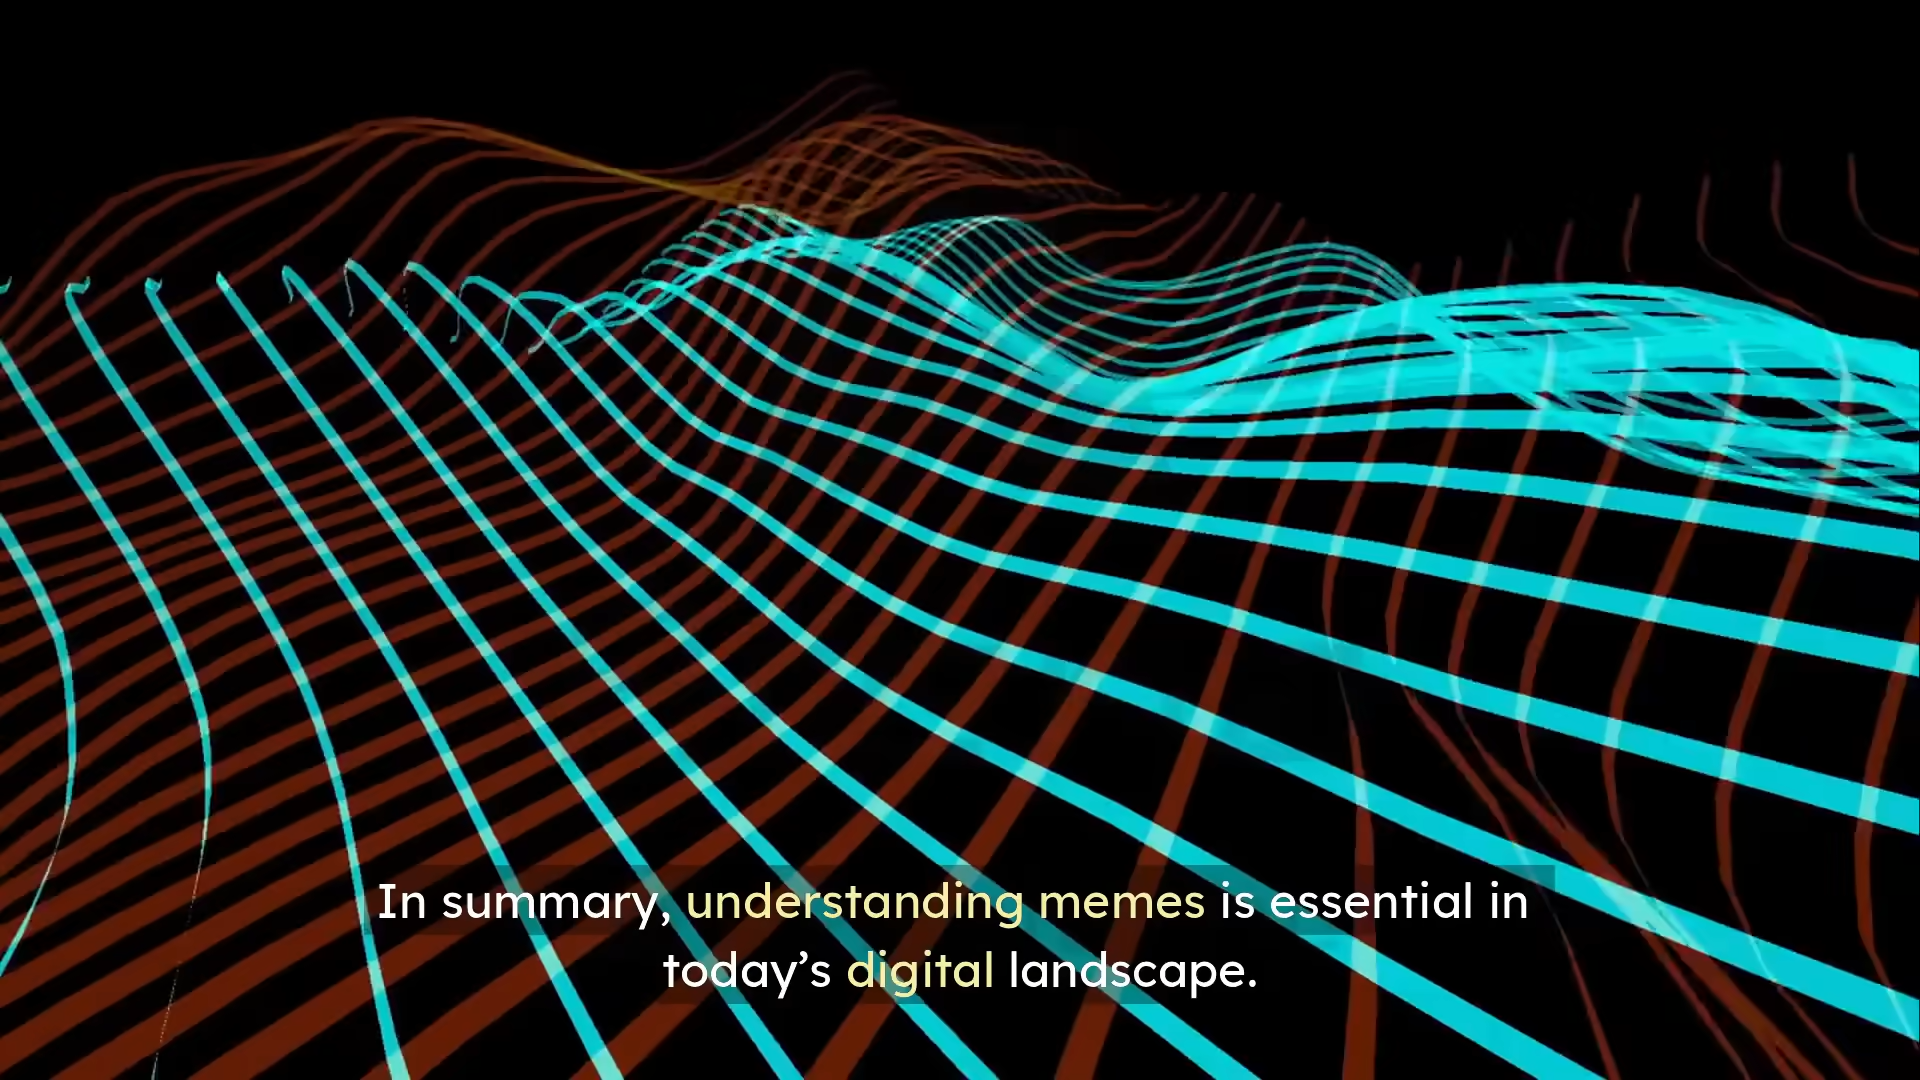 In summary, understanding memes is essential in
today’s digital landscape.